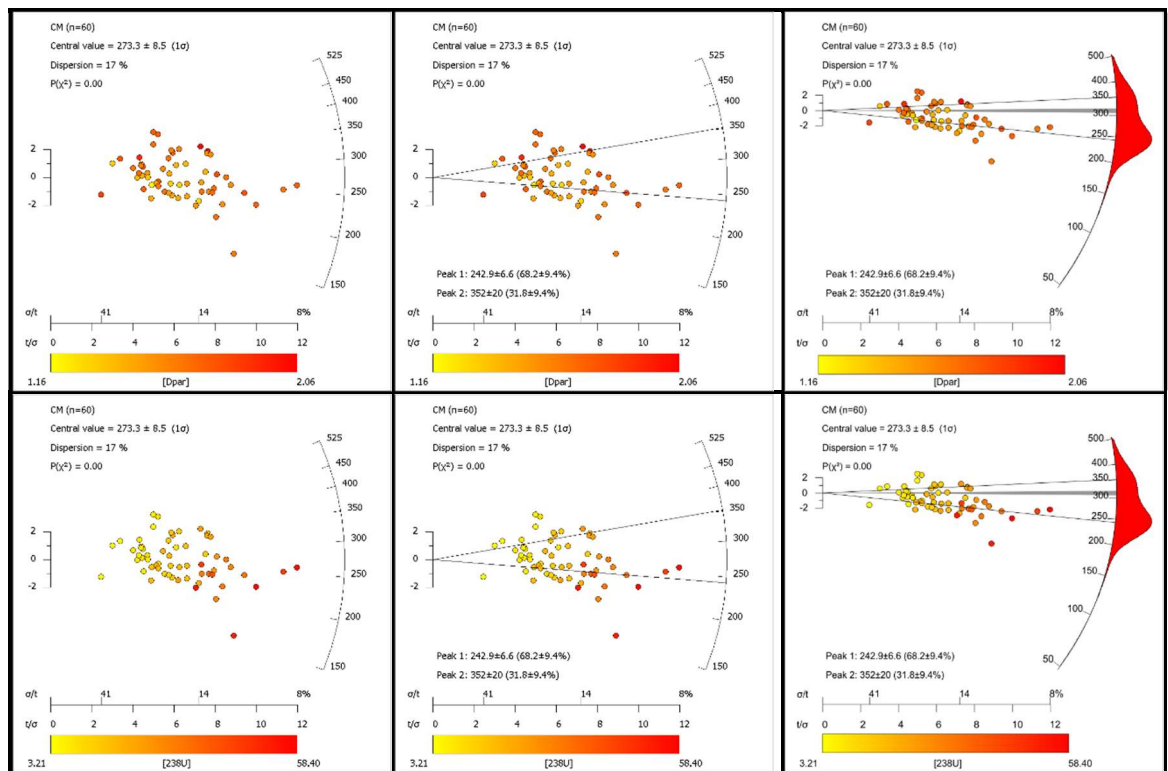 CM (n=60)
Central value = 273.3 ± 8.5 (1σ)
Dispersion = 17 %
P(χ²) = 0.00
525
450
400
350
300
250
200
150
2
0
-2
σ/t 41 14 8%
t/σ 0 2 4 6 8 10 12
1.16 [Dpar] 2.06
CM (n=60)
Central value = 273.3 ± 8.5 (1σ)
Dispersion = 17 %
P(χ²) = 0.00
525
450
400
350
300
250
200
150
2
0
-2
Peak 1: 242.9±6.6 (68.2±9.4%)
Peak 2: 352±20 (31.8±9.4%)
σ/t 41 14 8%
t/σ 0 2 4 6 8 10 12
1.16 [Dpar] 2.06
CM (n=60)
Central value = 273.3 ± 8.5 (1σ)
Dispersion = 17 %
P(χ²) = 0.00
500
400
350
300
250
200
150
100
50
2
0
-2
Peak 1: 242.9±6.6 (68.2±9.4%)
Peak 2: 352±20 (31.8±9.4%)
σ/t 41 14 8%
t/σ 0 2 4 6 8 10 12
1.16 [Dpar] 2.06
CM (n=60)
Central value = 273.3 ± 8.5 (1σ)
Dispersion = 17 %
P(χ²) = 0.00
525
450
400
350
300
250
200
150
2
0
-2
σ/t 41 14 8%
t/σ 0 2 4 6 8 10 12
3.21 [238U] 58.40
CM (n=60)
Central value = 273.3 ± 8.5 (1σ)
Dispersion = 17 %
P(χ²) = 0.00
525
450
400
350
300
250
200
150
2
0
-2
Peak 1: 242.9±6.6 (68.2±9.4%)
Peak 2: 352±20 (31.8±9.4%)
σ/t 41 14 8%
t/σ 0 2 4 6 8 10 12
3.21 [238U] 58.40
CM (n=60)
Central value = 273.3 ± 8.5 (1σ)
Dispersion = 17 %
P(χ²) = 0.00
500
400
350
300
250
200
150
100
50
2
0
-2
Peak 1: 242.9±6.6 (68.2±9.4%)
Peak 2: 352±20 (31.8±9.4%)
σ/t 41 14 8%
t/σ 0 2 4 6 8 10 12
3.21 [238U] 58.40